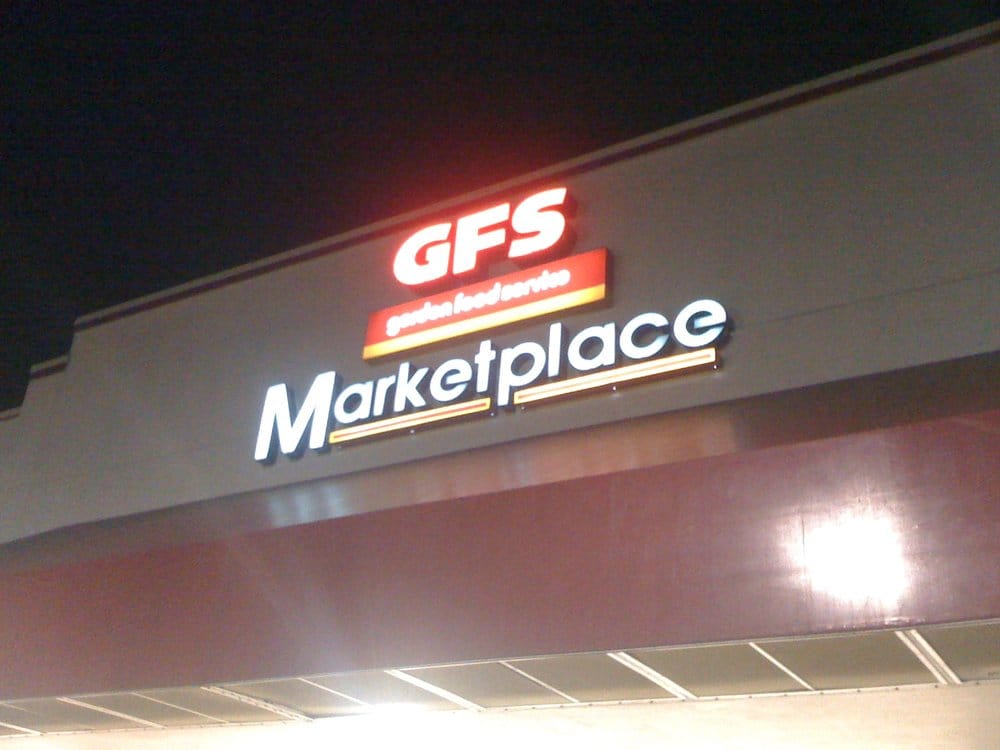 GFS
gordon food service
Marketplace